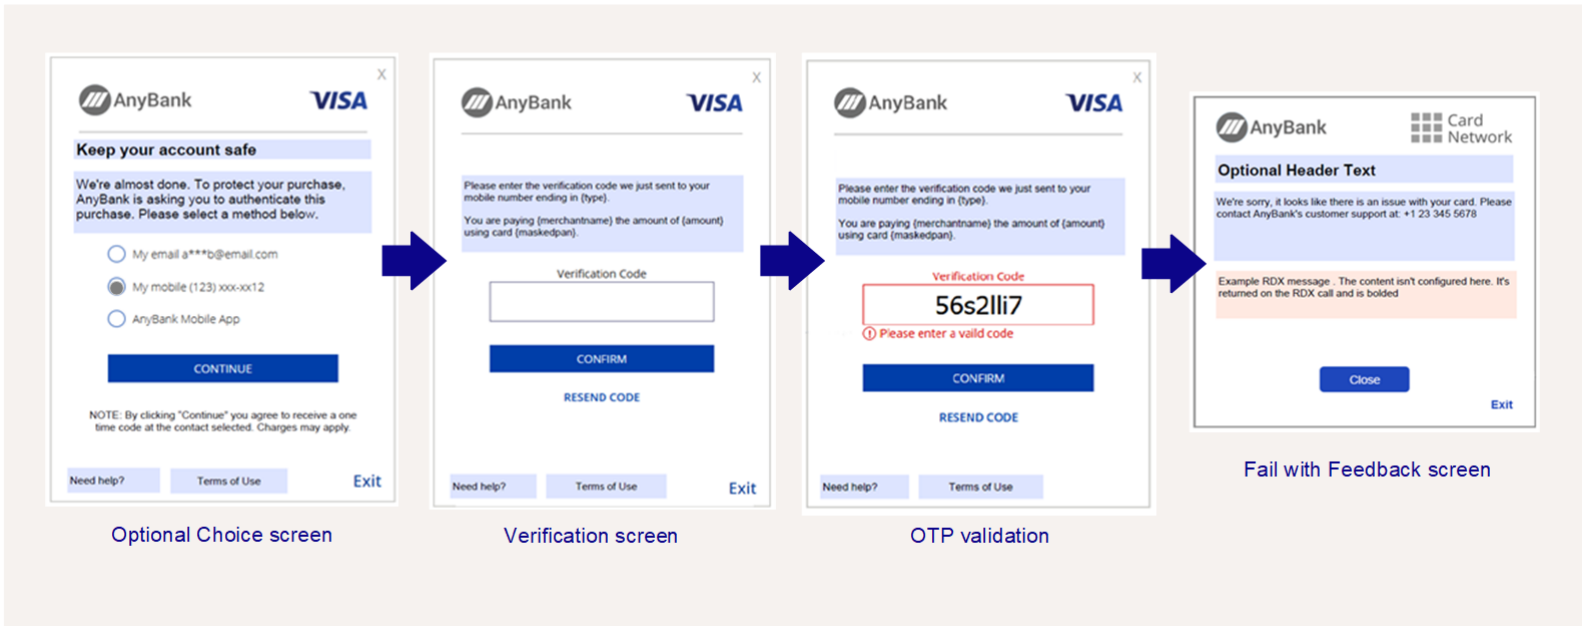 X
AnyBank
VISA
Keep your account safe
We're almost done. To protect your purchase,
AnyBank is asking you to authenticate this
purchase. Please select a method below.
My email a***b@email.com
My mobile (123) xxx-xx12
AnyBank Mobile App
CONTINUE
NOTE: By clicking "Continue" you agree to receive a one
time code at the contact selected. Charges may apply.
Need help?
Terms of Use
Exit
Optional Choice screen
X
AnyBank
VISA
Please enter the verification code we just sent to your
mobile number ending in {type}.
You are paying {merchantname} the amount of {amount}
using card {maskedpan}.
Verification Code
CONFIRM
RESEND CODE
Need help?
Terms of Use
Exit
Verification screen
X
AnyBank
VISA
Please enter the verification code we just sent to your
mobile number ending in {type}.
You are paying {merchantname} the amount of {amount}
using card {maskedpan}.
Verification Code
56s2lli7
Please enter a vaild code
CONFIRM
RESEND CODE
Need help?
Terms of Use
OTP validation
AnyBank
Card
Network
Optional Header Text
We're sorry, it looks like there is an issue with your card. Please
contact AnyBank's customer support at: +1 23 345 5678
Example RDX message . The content isn't configured here. It's
returned on the RDX call and is bolded
Close
Exit
Fail with Feedback screen